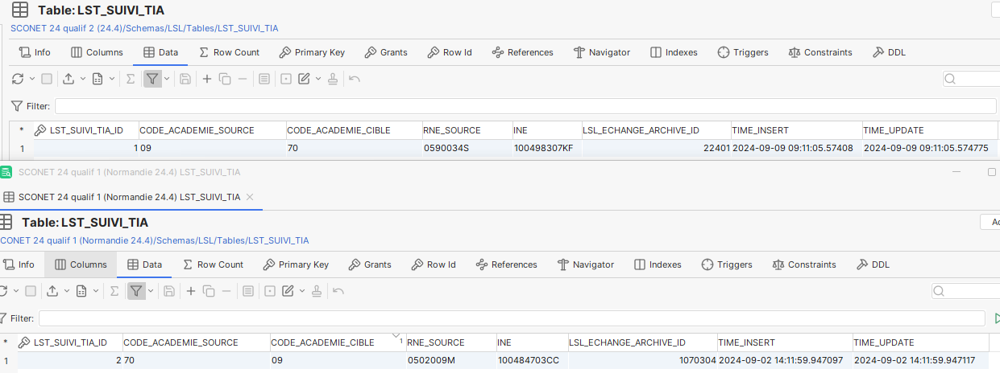 Table: LST_SUIVI_TIA
SCONET 24 qualif 2 (24.4)/Schemas/LSL/Tables/LST_SUIVI_TIA
Info Columns Data Row Count Primary Key Grants Row Id References Navigator Indexes Triggers Constraints DDL
Filter:
* LST_SUIVI_TIA_ID CODE_ACADEMIE_SOURCE CODE_ACADEMIE_CIBLE RNE_SOURCE INE LSL_ECHANGE_ARCHIVE_ID TIME_INSERT TIME_UPDATE
1 1 09 70 0590034S 100498307KF 22401 2024-09-09 09:11:05.57408 2024-09-09 09:11:05.574775
SCONET 24 qualif 1 (Normandie 24.4) LST_SUIVI_TIA
SCONET 24 qualif 1 (Normandie 24.4) LST_SUIVI_TIA
Table: LST_SUIVI_TIA
CONET 24 qualif 1 (Normandie 24.4)/Schemas/LSL/Tables/LST_SUIVI_TIA
Info Columns Data Row Count Primary Key Grants Row Id References Navigator Indexes Triggers Constraints DDL
Filter:
* LST_SUIVI_TIA_ID CODE_ACADEMIE_SOURCE CODE_ACADEMIE_CIBLE 1 RNE_SOURCE INE LSL_ECHANGE_ARCHIVE_ID TIME_INSERT TIME_UPDATE
1 2 70 09 0502009M 100484703CC 1070304 2024-09-02 14:11:59.947097 2024-09-02 14:11:59.947117